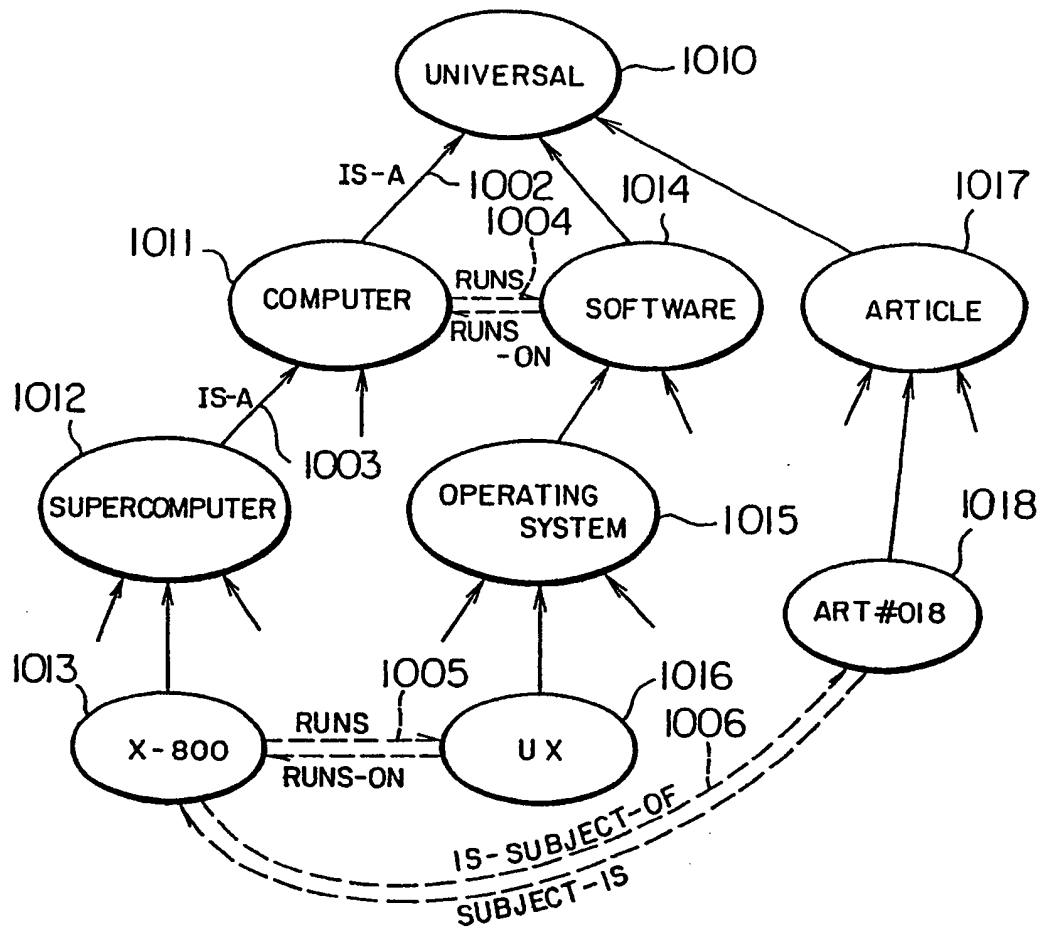 UNIVERSAL
1010
IS-A
1002
1004
1014
1017
1011
COMPUTER
RUNS
RUNS
-ON
SOFTWARE
ARTICLE
1012
IS-A
1003
SUPERCOMPUTER
OPERATING
SYSTEM
1015
1018
ART#018
1013
X-800
RUNS
RUNS-ON
1005
UX
1016
1006
IS-SUBJECT-OF
SUBJECT-IS